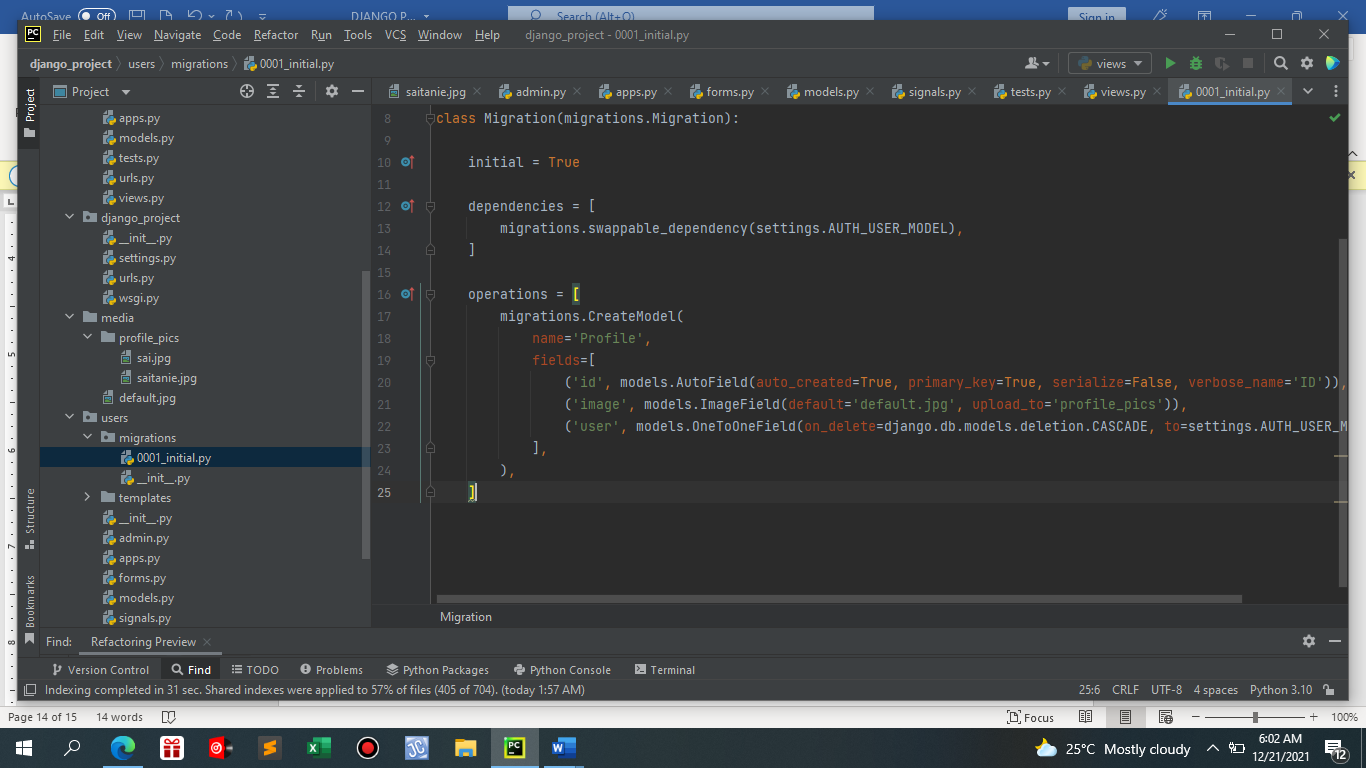 AutoSave Off DJANGO P... Search (Alt+Q) Sign in
PC File Edit View Navigate Code Refactor Run Tools VCS Window Help django_project - 0001_initial.py
django_project users migrations 0001_initial.py views
Project saitanie.jpg admin.py apps.py forms.py models.py signals.py tests.py views.py 0001_initial.py
Project
apps.py
models.py
tests.py
urls.py
views.py
django_project
__init__.py
settings.py
urls.py
wsgi.py
media
profile_pics
sai.jpg
saitanie.jpg
default.jpg
users
migrations
0001_initial.py
__init__.py
templates
__init__.py
admin.py
apps.py
forms.py
models.py
signals.py
Structure
Bookmarks
4
5
7
8
8 class Migration(migrations.Migration):
9
10 initial = True
11
12 dependencies = [
13 migrations.swappable_dependency(settings.AUTH_USER_MODEL),
14 ]
15
16 operations = [
17 migrations.CreateModel(
18 name='Profile',
19 fields=[
20 ('id', models.AutoField(auto_created=True, primary_key=True, serialize=False, verbose_name='ID')),
21 ('image', models.ImageField(default='default.jpg', upload_to='profile_pics')),
22 ('user', models.OneToOneField(on_delete=django.db.models.deletion.CASCADE, to=settings.AUTH_USER_M
23 ],
24 ),
25 ]
Migration
Find: Refactoring Preview
Version Control Find TODO Problems Python Packages Python Console Terminal
Indexing completed in 31 sec. Shared indexes were applied to 57% of files (405 of 704). (today 1:57 AM) 25:6 CRLF UTF-8 4 spaces Python 3.10
Page 14 of 15 14 words Focus 100%
PC 25°C Mostly cloudy 6:02 AM
12/21/2021
12